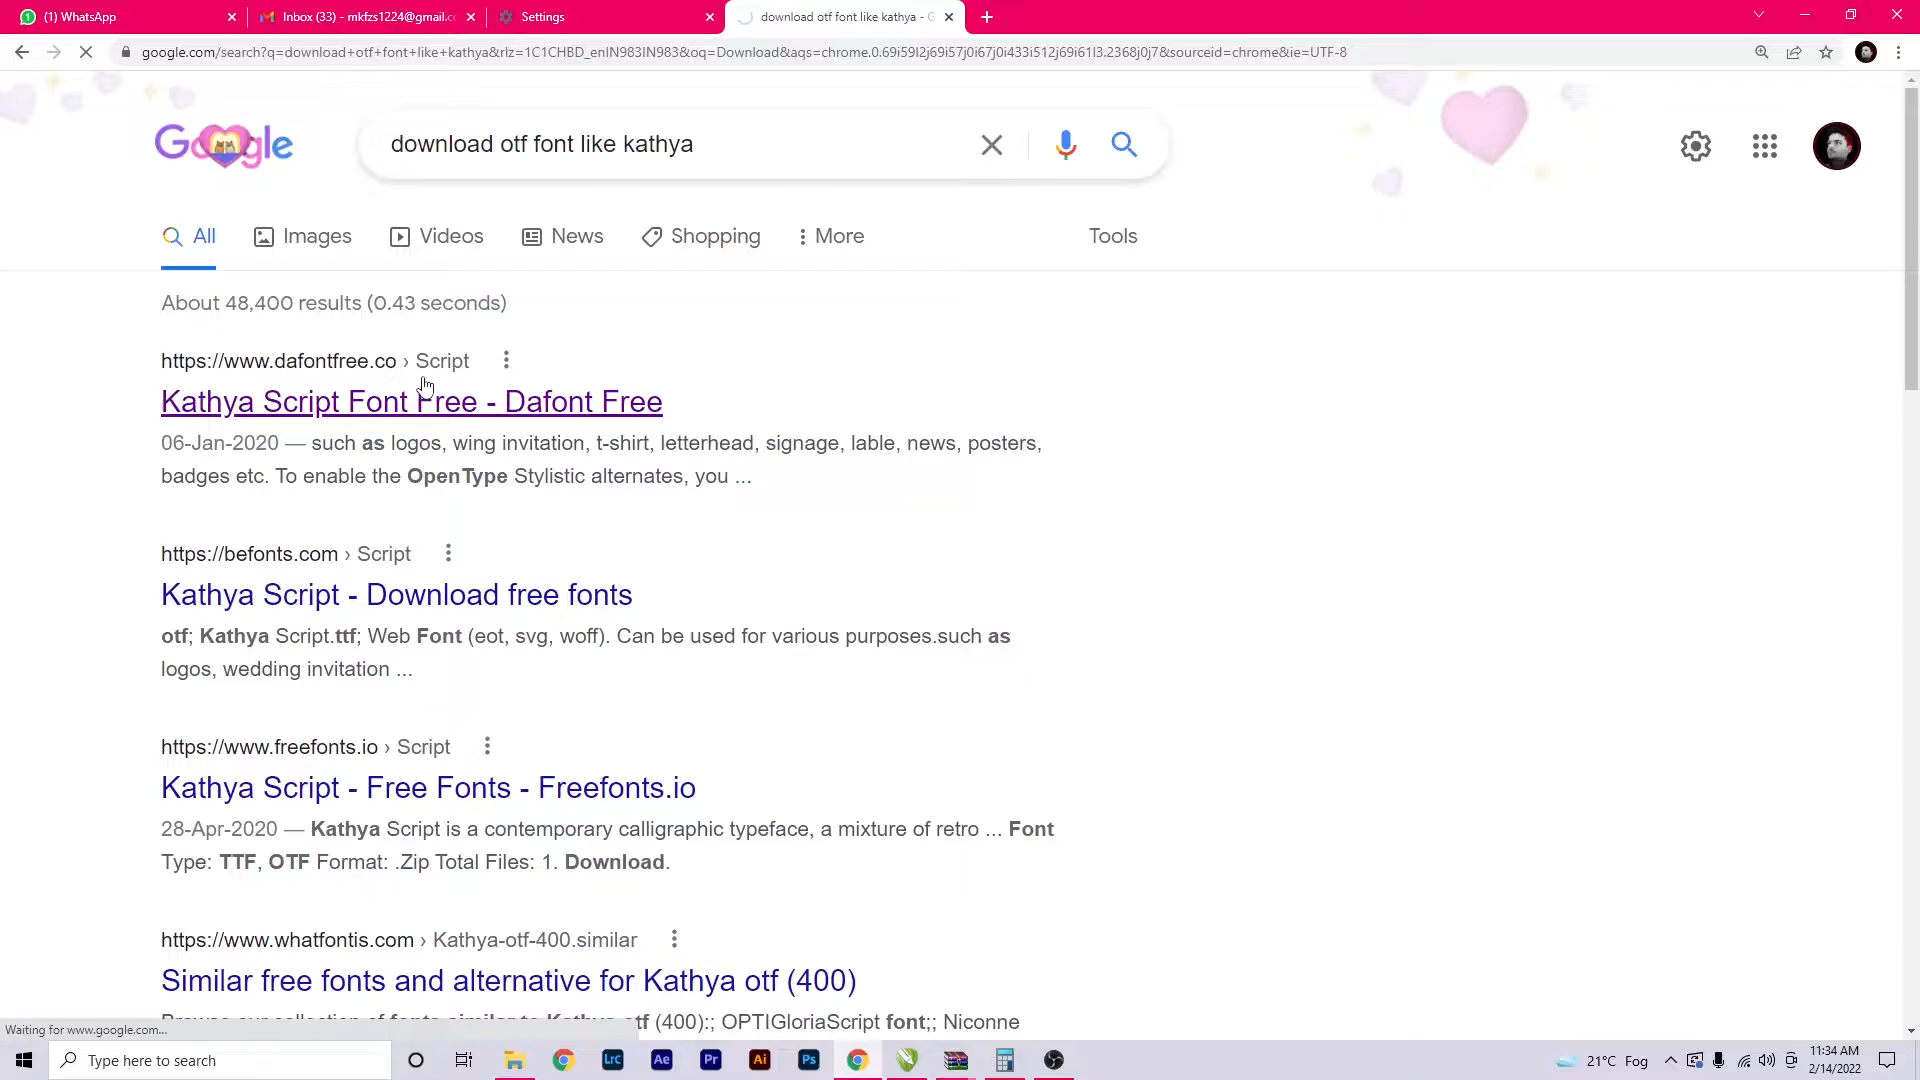 (1) WhatsApp
Inbox (33) - mkfzs1224@gmail.cc
Settings
download otf font like kathya - G
google.com/search?q=download+otf+font+like+kathya&rlz=1C1CHBD_enIN983IN983&oq=Download&aqs=chrome.0.69i59l2j69i57j0i67j0i433i512j69i61l3.2368j0j7&sourceid=chrome&ie=UTF-8
Google
download otf font like kathya
All
Images
Videos
News
Shopping
More
Tools
About 48,400 results (0.43 seconds)
https://www.dafontfree.co › Script
Kathya Script Font Free - Dafont Free
06-Jan-2020 — such as logos, wing invitation, t-shirt, letterhead, signage, lable, news, posters,
badges etc. To enable the OpenType Stylistic alternates, you ...
https://befonts.com › Script
Kathya Script - Download free fonts
otf; Kathya Script.ttf; Web Font (eot, svg, woff). Can be used for various purposes.such as
logos, wedding invitation ...
https://www.freefonts.io › Script
Kathya Script - Free Fonts - Freefonts.io
28-Apr-2020 — Kathya Script is a contemporary calligraphic typeface, a mixture of retro ... Font
Type: TTF, OTF Format: .Zip Total Files: 1. Download.
https://www.whatfontis.com › Kathya-otf-400.similar
Similar free fonts and alternative for Kathya otf (400)
(400):; OPTIGloriaScript font;; Niconne
Waiting for www.google.com...
Type here to search
Lrc
Ae
Pr
Ai
Ps
21°C Fog
11:34 AM
2/14/2022